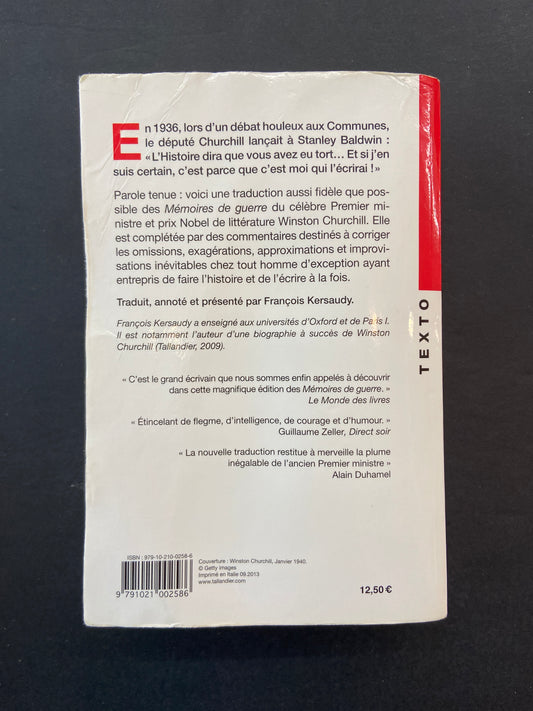 En 1936, lors d'un débat houleux aux Communes,
le député Churchill lançait à Stanley Baldwin :
« L'Histoire dira que vous avez eu tort… Et si j'en
suis certain, c'est parce que c'est moi qui l'écrirai ! »
Parole tenue : voici une traduction aussi fidèle que pos-
sible des Mémoires de guerre du célèbre Premier mi-
nistre et prix Nobel de littérature Winston Churchill. Elle
est complétée par des commentaires destinés à corriger
les omissions, exagérations, approximations et improvi-
sations inévitables chez tout homme d'exception ayant
entrepris de faire l'histoire et de l'écrire à la fois.
Traduit, annoté et présenté par François Kersaudy.
François Kersaudy a enseigné aux universités d'Oxford et de Paris I.
Il est notamment l'auteur d'une biographie à succès de Winston
Churchill (Tallandier, 2009).
« C'est le grand écrivain que nous sommes enfin appelés à découvrir
dans cette magnifique édition des Mémoires de guerre. »
Le Monde des livres
« Étincelant de flegme, d'intelligence, de courage et d'humour. »
Guillaume Zeller, Direct soir
« La nouvelle traduction restitue à merveille la plume
inégalable de l'ancien Premier ministre »
Alain Duhamel
TEXTO
ISBN : 979-10-210-0258-6
9 791021 002586
Couverture : Winston Churchill, Janvier 1940.
© Getty images
Imprimé en Italie 09.2013
www.tallandier.com
12,50 €